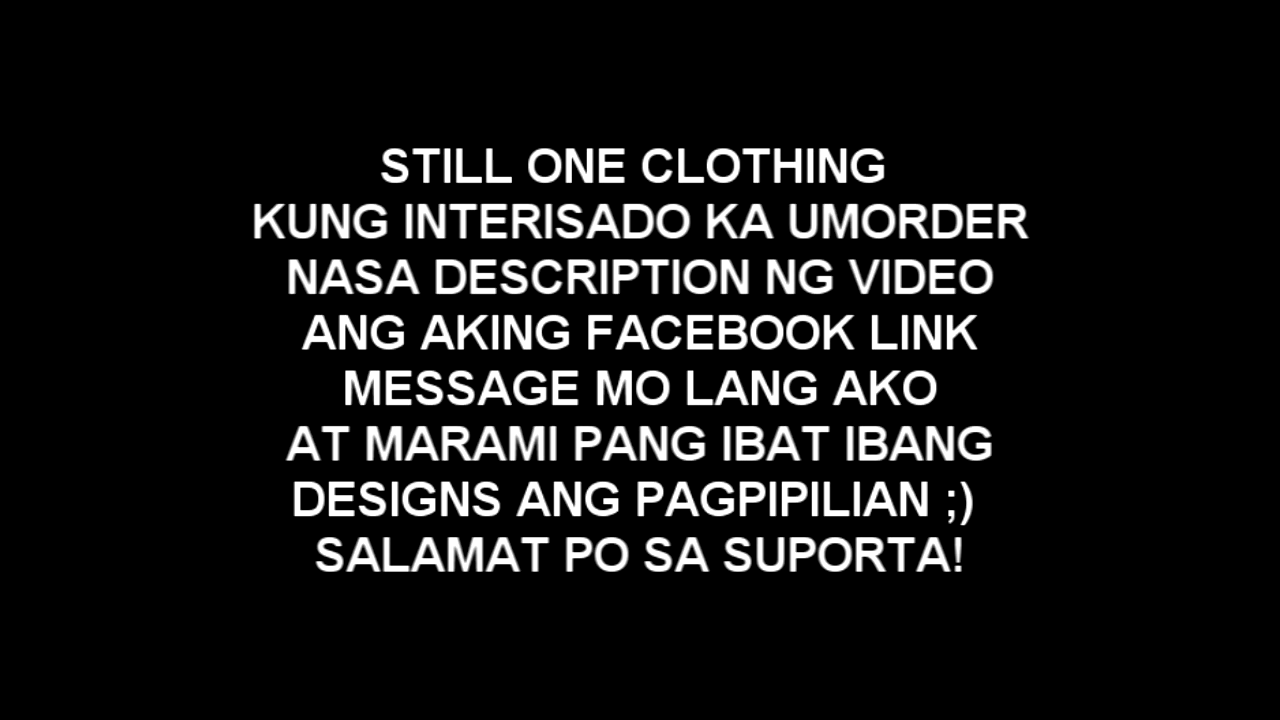 STILL ONE CLOTHING
KUNG INTERISADO KA UMORDER
NASA DESCRIPTION NG VIDEO
ANG AKING FACEBOOK LINK
MESSAGE MO LANG AKO
AT MARAMI PANG IBAT IBANG
DESIGNS ANG PAGPIPILIAN ;)
SALAMAT PO SA SUPORTA!